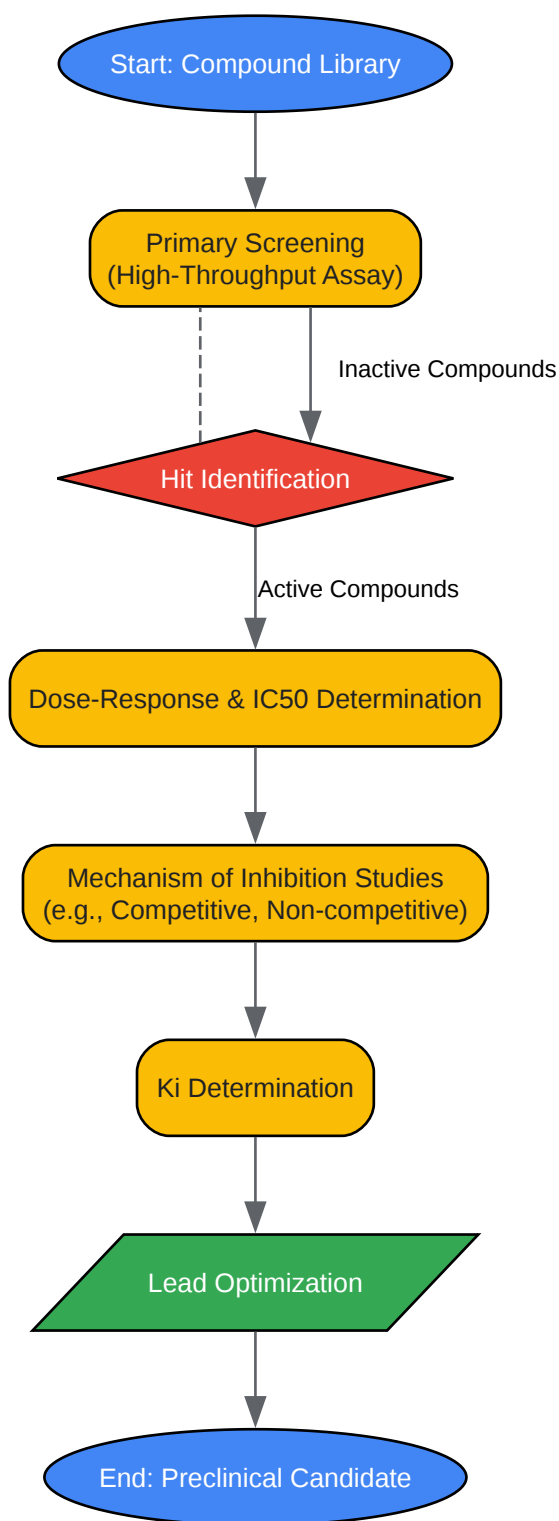 Start: Compound Library
Primary Screening
(High-Throughput Assay)
Inactive Compounds
Hit Identification
Active Compounds
Dose-Response & IC50 Determination
Mechanism of Inhibition Studies
(e.g., Competitive, Non-competitive)
Ki Determination
Lead Optimization
End: Preclinical Candidate